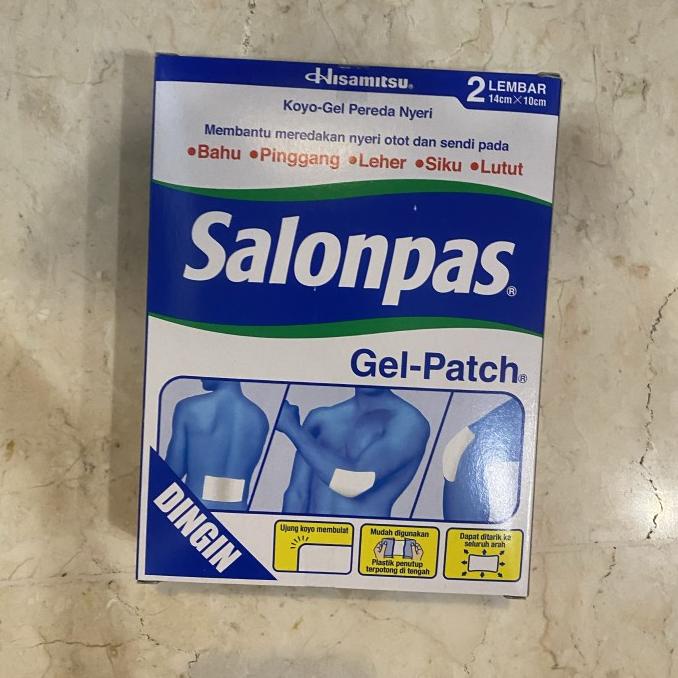 Hisamitsu®
2 LEMBAR
14cm×10cm
Koyo-Gel Pereda Nyeri
Membantu meredakan nyeri otot dan sendi pada
•Bahu •Pinggang •Leher •Siku •Lutut
Salonpas®
Gel-Patch®
DINGIN
Ujung koyo membulat
Mudah digunakan
Plastik penutup
terpotong di tengah
Dapat ditarik ke
seluruh arah